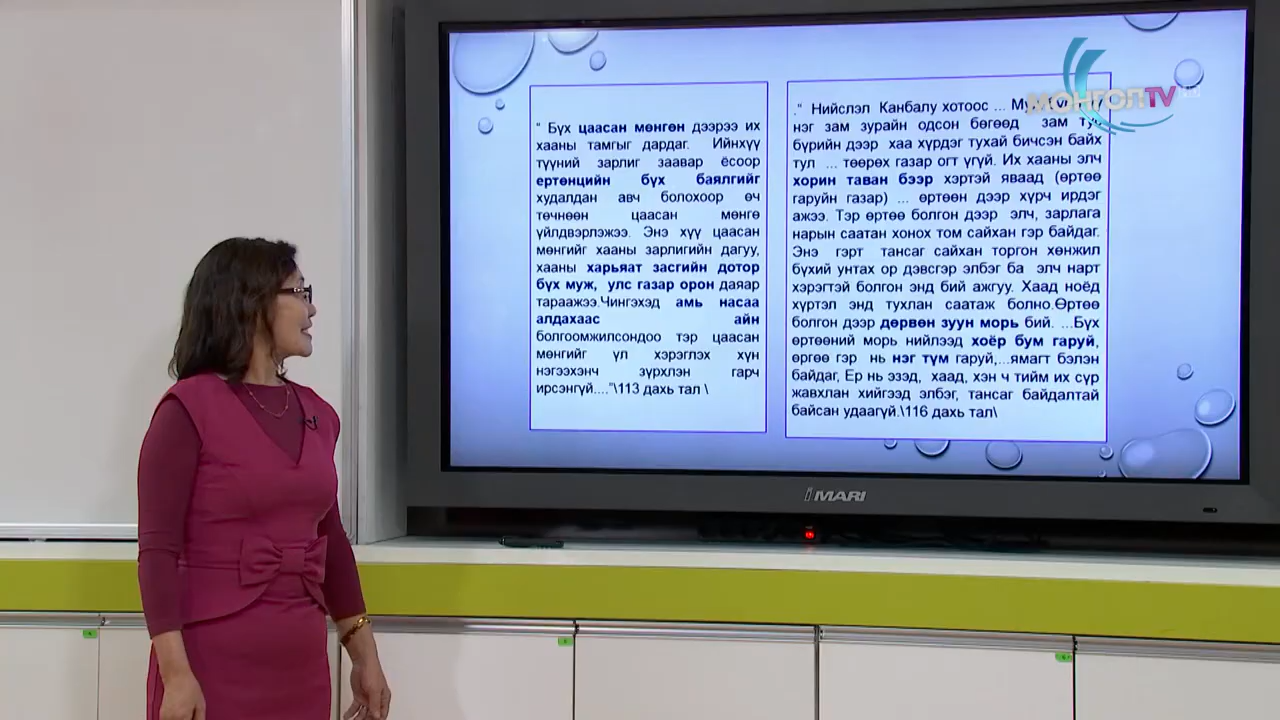 “ Бүх цаасан мөнгөн дээрээ их
хааны тамгыг дардаг. Ийнхүү
түүний зарлиг заавар ёсоор
ертөнцийн бүх баялгийг
худалдан авч болохоор өч
төчнөөн цаасан мөнгө
үйлдвэрлэжээ. Энэ хүү цаасан
мөнгийг хааны зарлигийн дагуу,
хааны харьяат засгийн дотор
бүх муж, улс газар орон даяар
тараажээ.Чингэхэд амь насаа
алдахаас айн
болгоомжилсондоо тэр цаасан
мөнгийг үл хэрэглэх хүн
нэгээхэнч зүрхлэн гарч
ирсэнгүй....”\113 дахь тал \
.“ Нийслэл Канбалу хотоос ...
нэг зам зурайн одсон бөгөөд зам
бүрийн дээр хаа хүрдэг тухай бичсэн байх
тул ... төөрөх газар огт үгүй. Их хааны элч
хорин таван бээр хэртэй яваад (өртөө
гаруйн газар) ... өртөөн дээр хүрч ирдэг
ажээ. Тэр өртөө болгон дээр элч, зарлага
нарын саатан хонох том сайхан гэр байдаг.
Энэ гэрт тансаг сайхан торгон хөнжил
бүхий унтах ор дэвсгэр элбэг ба элч нарт
хэрэгтэй болгон энд бий ажгуу. Хаад ноёд
хүртэл энд тухлан саатаж болно.Өртөө
болгон дээр дөрвөн зуун морь бий. ...Бүх
өртөөний морь нийлээд хоёр бум гаруй,
өргөө гэр нь нэг түм гаруй,...ямагт бэлэн
байдаг, Ер нь эзэд, хаад, хэн ч тийм их сүр
жавхлан хийгээд элбэг, тансаг байдалтай
байсан удаагүй.\116 дахь тал\
МОНГОЛ TV
iMARI